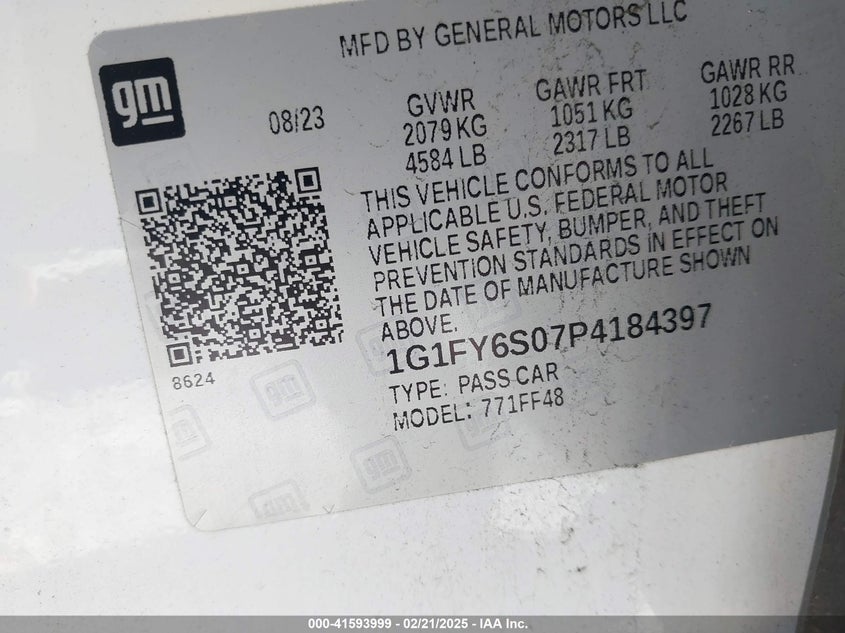 MFD BY GENERAL MOTORS LLC
gm
08/23
GVWR
2079 KG
4584 LB
GAWR FRT
1051 KG
2317 LB
GAWR RR
1028 KG
2267 LB
THIS VEHICLE CONFORMS TO ALL
APPLICABLE U.S. FEDERAL MOTOR
VEHICLE SAFETY, BUMPER, AND THEFT
PREVENTION STANDARDS IN EFFECT ON
THE DATE OF MANUFACTURE SHOWN
ABOVE.
1G1FY6S07P4184397
TYPE: PASS CAR
MODEL: 771FF48
8624
gm
gm
gm
000-41593999 - 02/21/2025 - IAA Inc.